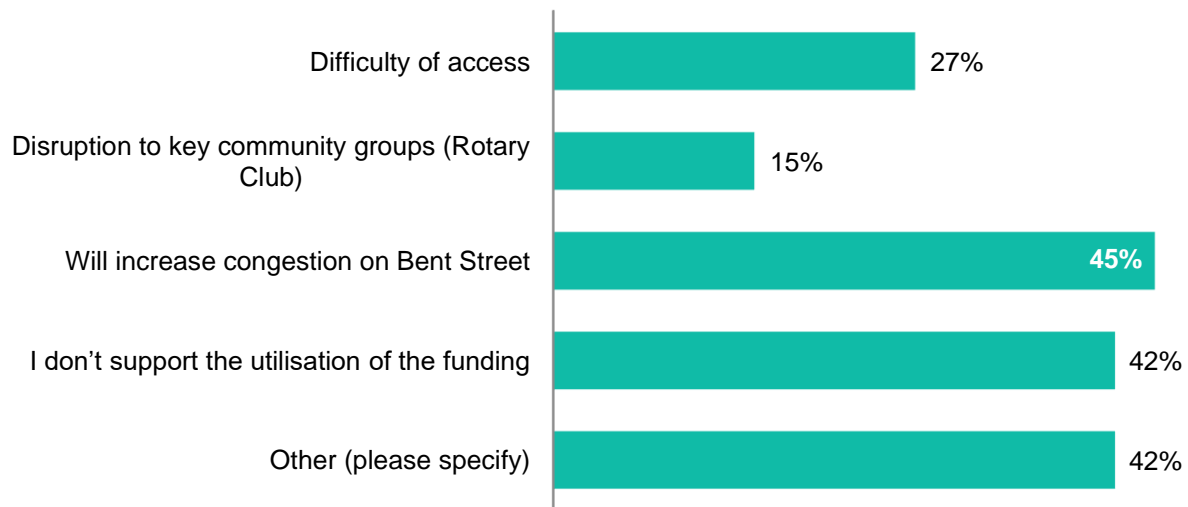 Difficulty of access
27%
Disruption to key community groups (Rotary
Club)
15%
Will increase congestion on Bent Street
45%
I don’t support the utilisation of the funding
42%
Other (please specify)
42%